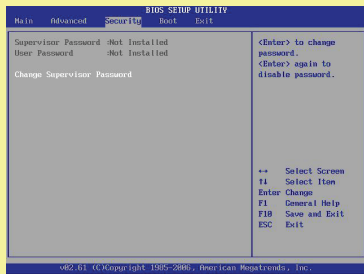 BIOS SETUP UTILITY
Main Advanced Security Boot Exit
Supervisor Password :Not Installed
User Password :Not Installed
Change Supervisor Password
<Enter> to change
password.
<Enter> again to
disable password.
↔ Select Screen
↑↓ Select Item
Enter Change
F1 General Help
F10 Save and Exit
ESC Exit
v02.61 (C)Copyright 1985-2006, American Megatrends, Inc.